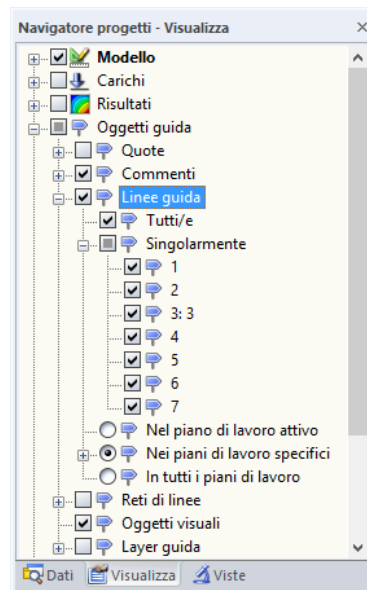 Navigatore progetti - Visualizza
Modello
Carichi
Risultati
Oggetti guida
Quote
Commenti
Linee guida
Tutti/e
Singolarmente
1
2
3: 3
4
5
6
7
Nel piano di lavoro attivo
Nei piani di lavoro specifici
In tutti i piani di lavoro
Reti di linee
Oggetti visuali
Layer guida
Dati Visualizza Viste